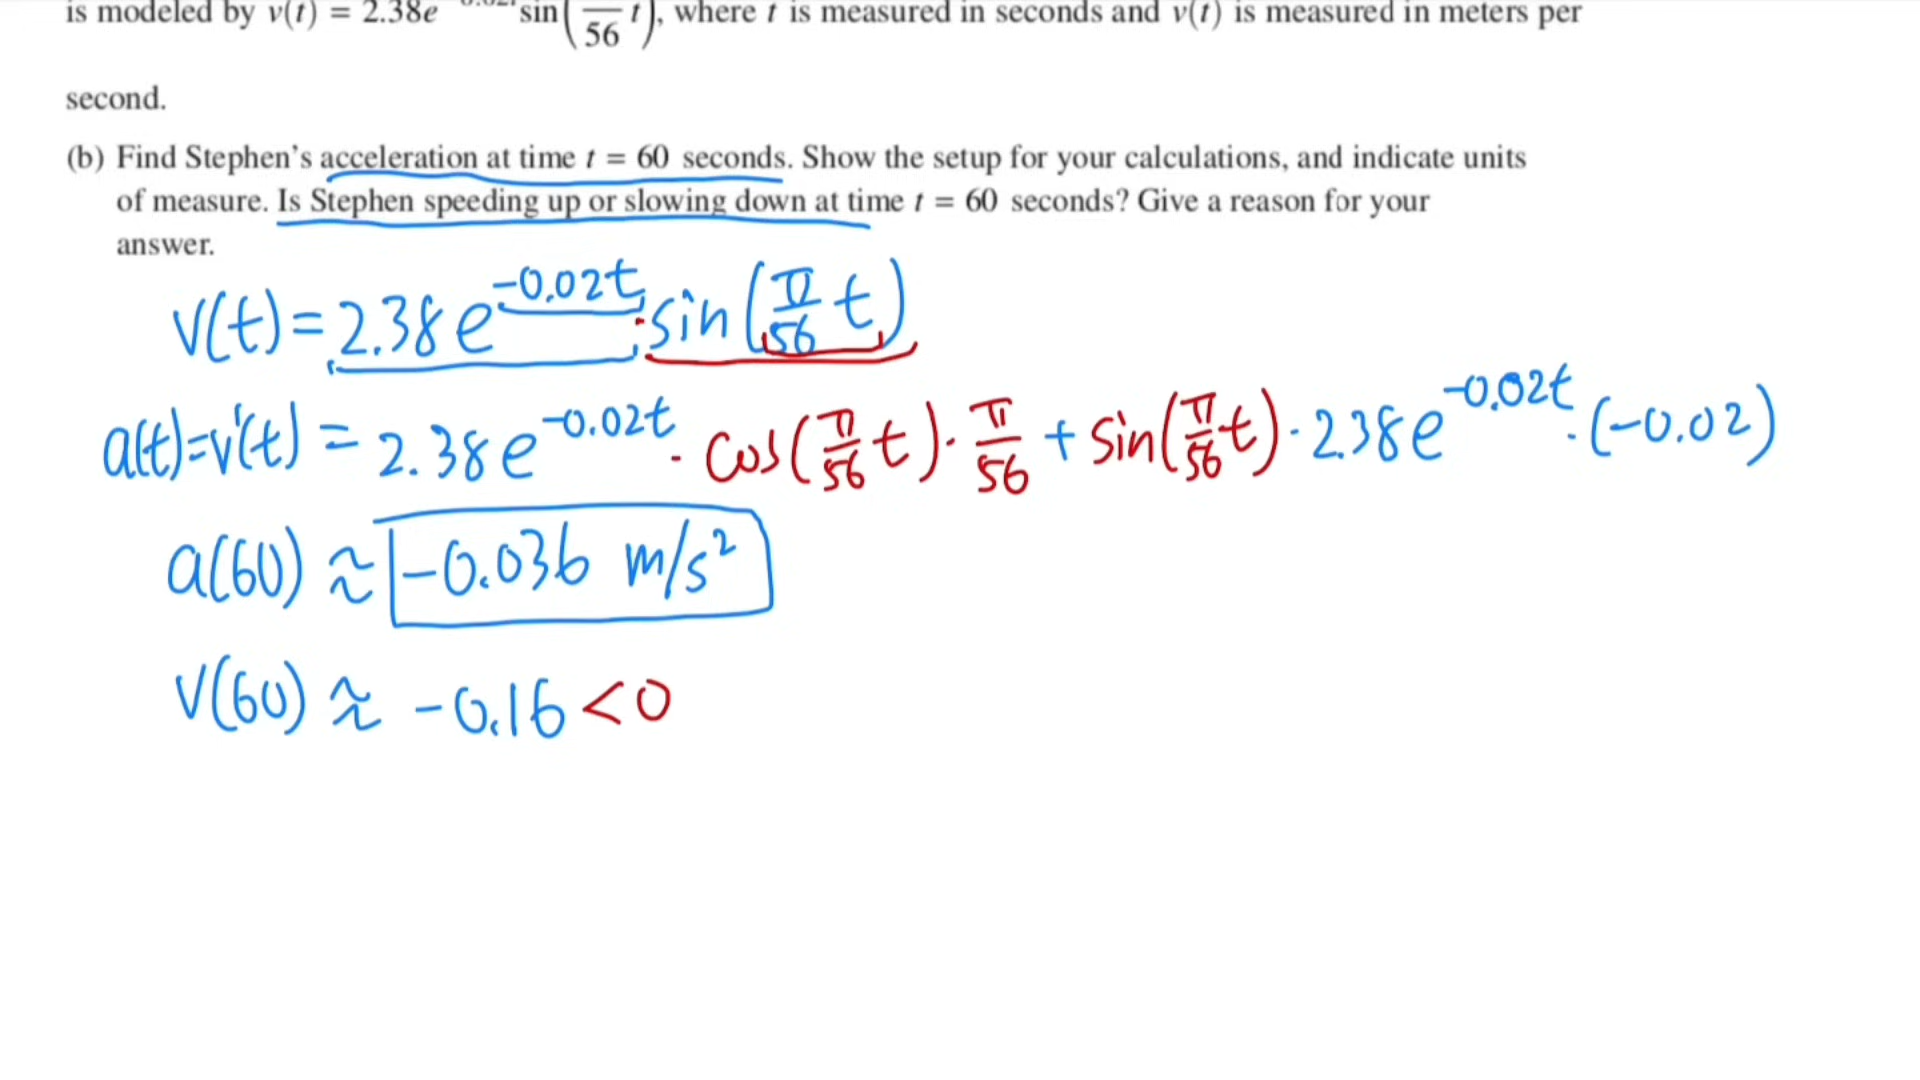 is modeled by v(t) = 2.38e sin(—/56 t), where t is measured in seconds and v(t) is measured in meters per
second.
(b) Find Stephen's acceleration at time t = 60 seconds. Show the setup for your calculations, and indicate units
of measure. Is Stephen speeding up or slowing down at time t = 60 seconds? Give a reason for your
answer.
v(t) = 2.38e^{-0.02t} · sin(π/56 t)
a(t) = v'(t) = 2.38e^{-0.02t} · cos(π/56 t) · π/56 + sin(π/56 t) · 2.38e^{-0.02t} · (-0.02)
a(60) ≈ -0.036 m/s²
v(60) ≈ -0.16 < 0